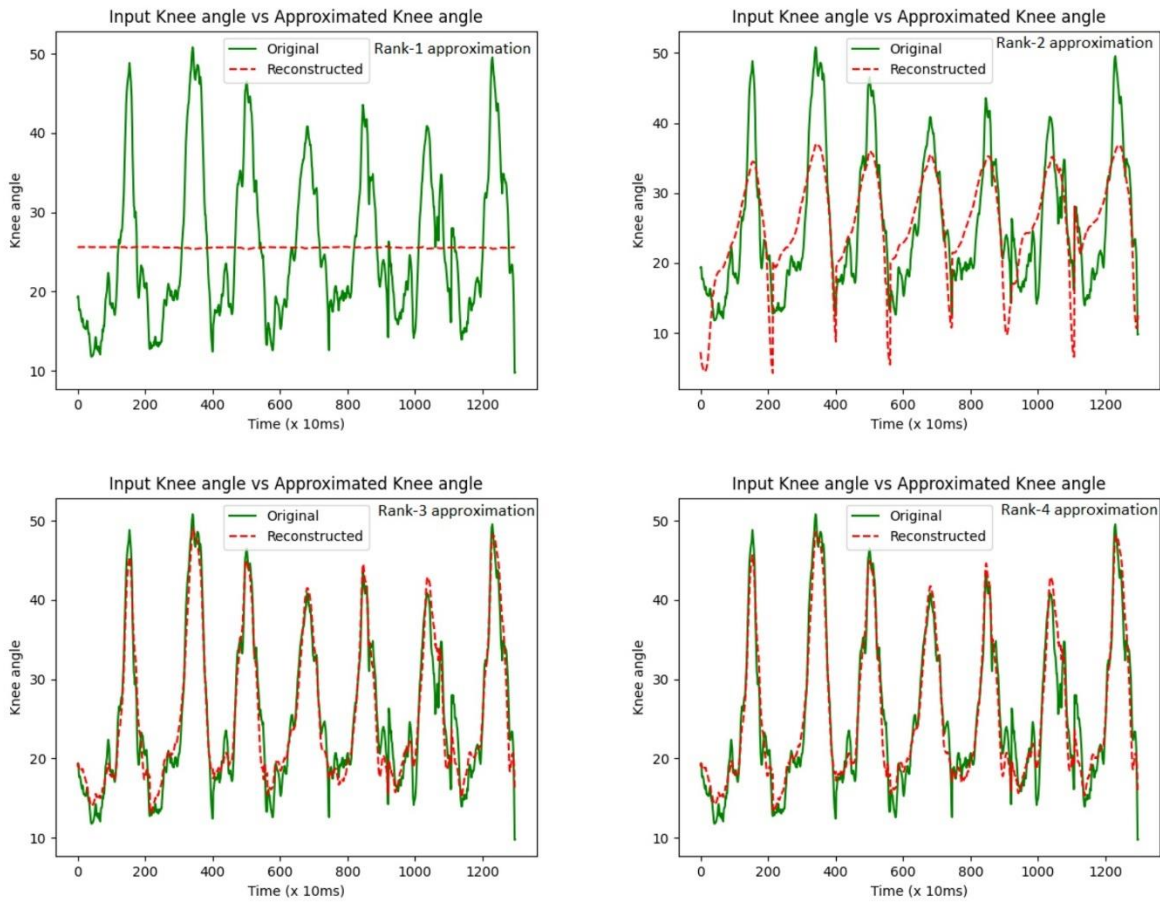 Input Knee angle vs Approximated Knee angle
Original
Reconstructed
Rank-1 approximation
50
40
30
20
10
Knee angle
0 200 400 600 800 1000 1200
Time (x 10ms)
Input Knee angle vs Approximated Knee angle
Original
Reconstructed
Rank-2 approximation
50
40
30
20
10
Knee angle
0 200 400 600 800 1000 1200
Time (x 10ms)
Input Knee angle vs Approximated Knee angle
Original
Reconstructed
Rank-3 approximation
50
40
30
20
10
Knee angle
0 200 400 600 800 1000 1200
Time (x 10ms)
Input Knee angle vs Approximated Knee angle
Original
Reconstructed
Rank-4 approximation
50
40
30
20
10
Knee angle
0 200 400 600 800 1000 1200
Time (x 10ms)